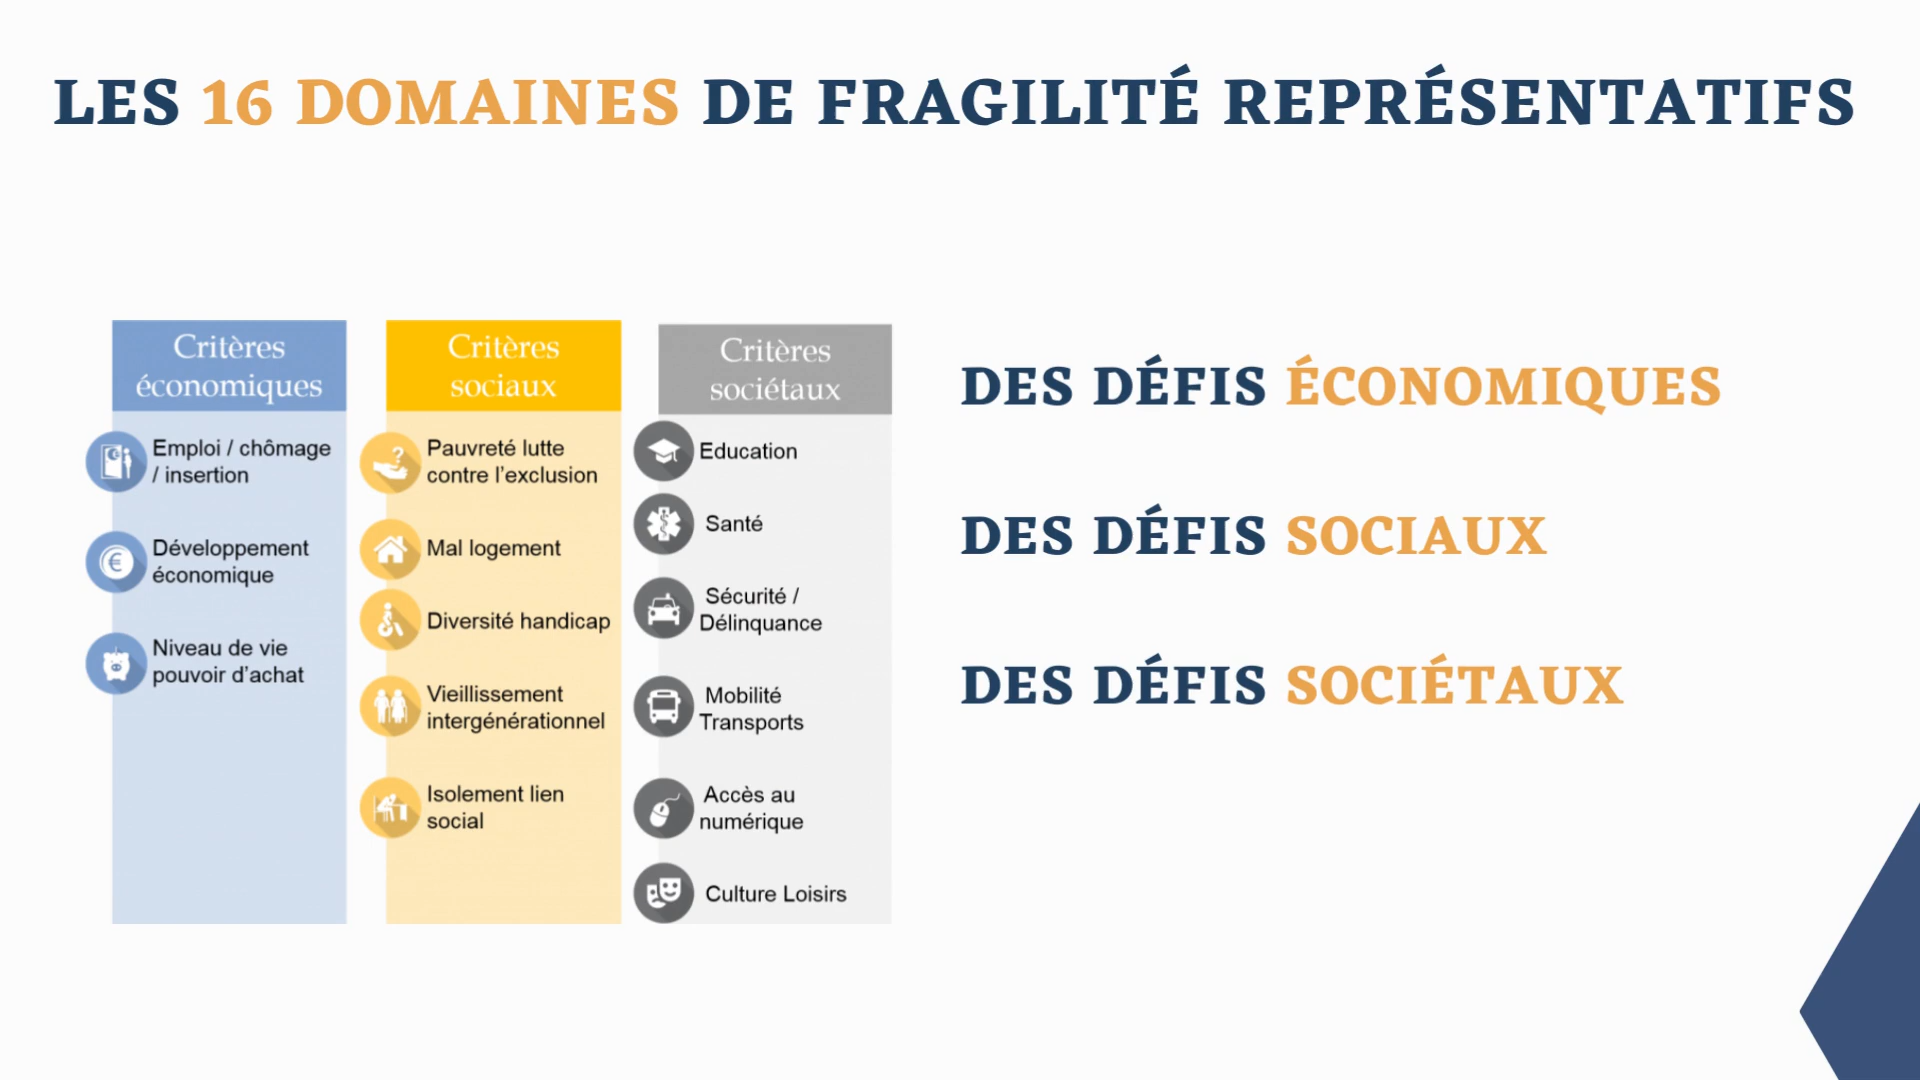 LES 16 DOMAINES DE FRAGILITÉ REPRÉSENTATIFS
Critères
économiques
Emploi / chômage
/ insertion
Développement
économique
Niveau de vie
pouvoir d'achat
Critères
sociaux
Pauvreté lutte
contre l'exclusion
Mal logement
Diversité handicap
Vieillissement
intergénérationnel
Isolement lien
social
Critères
sociétaux
Education
Santé
Sécurité /
Délinquance
Mobilité
Transports
Accès au
numérique
Culture Loisirs
DES DÉFIS ÉCONOMIQUES
DES DÉFIS SOCIAUX
DES DÉFIS SOCIÉTAUX